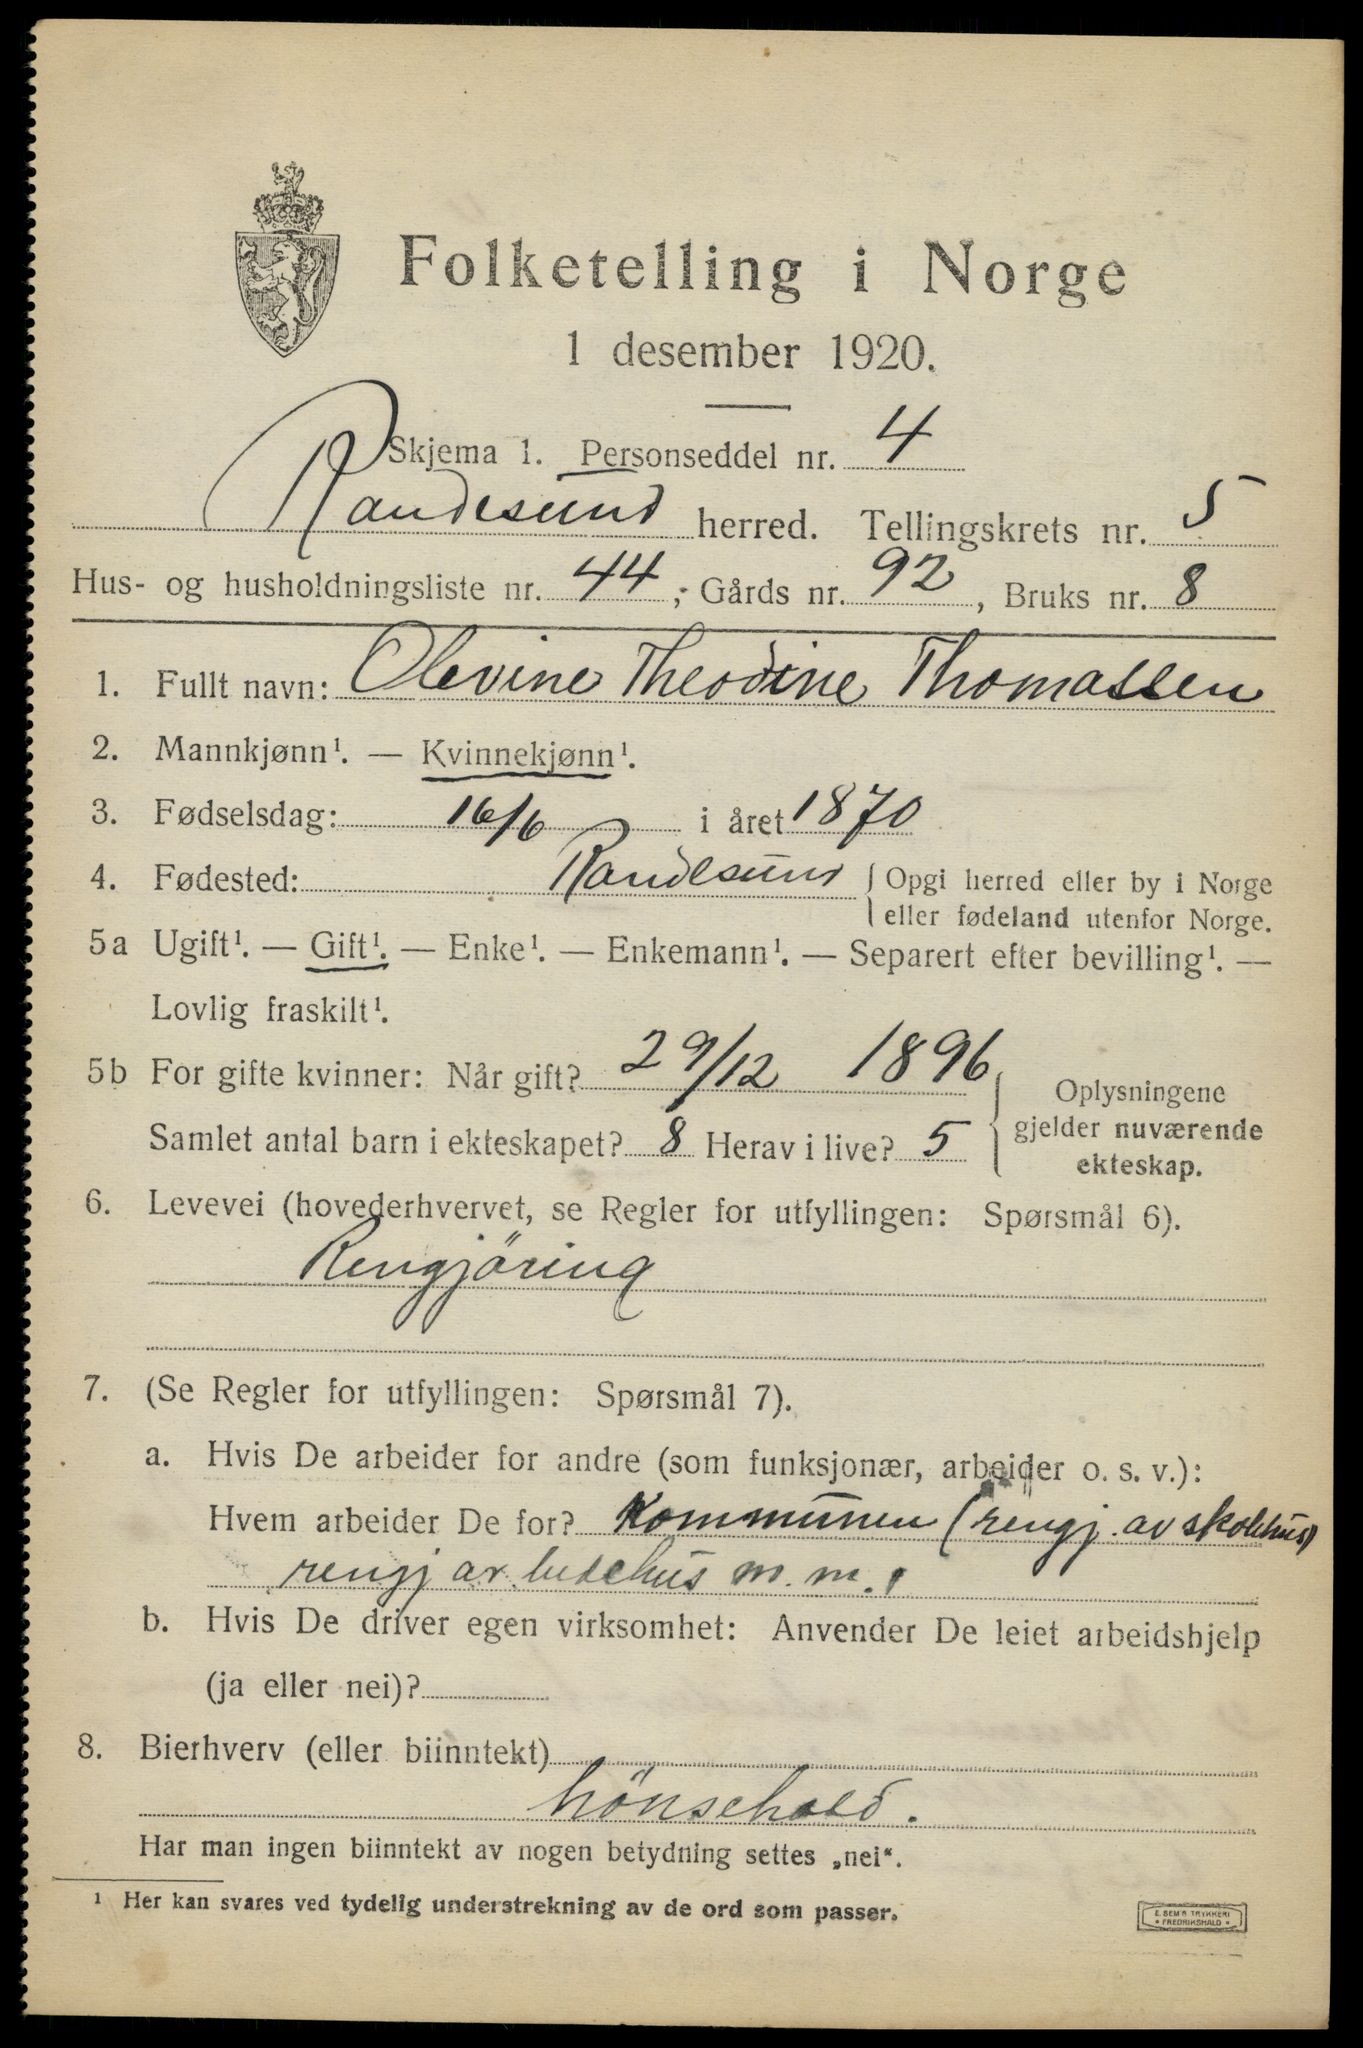 Folketelling i Norge
1 desember 1920.
Skjema 1. Personseddel nr. 4
Randesund herred. Tellingskrets nr. 5
Hus- og husholdningsliste nr. 44; Gårds nr. 92, Bruks nr. 8
1. Fullt navn: Olevine Theodine Thomassen
2. Mannkjønn¹. — Kvinnekjønn¹.
3. Fødselsdag: 16/6 i året 1870
4. Fødested: Randesund { Opgi herred eller by i Norge
eller fødeland utenfor Norge.
5a Ugift¹. — Gift¹. — Enke¹. — Enkemann¹. — Separert efter bevilling¹. —
Lovlig fraskilt¹.
5b For gifte kvinner: Når gift? 29/12 1896
Samlet antal barn i ekteskapet? 8 Herav i live? 5
Oplysningene
gjelder nuværende
ekteskap.
6. Levevei (hovederhvervet, se Regler for utfyllingen: Spørsmål 6).
Rengjöring
7. (Se Regler for utfyllingen: Spørsmål 7).
a. Hvis De arbeider for andre (som funksjonær, arbeider o. s. v.):
Hvem arbeider De for? Kommunen (rengj. av skolehus)
rengj av bedehus m. m.
b. Hvis De driver egen virksomhet: Anvender De leiet arbeidshjelp
(ja eller nei)?
8. Bierhverv (eller biinntekt)
hönsehold.
Har man ingen biinntekt av nogen betydning settes „nei“.
¹ Her kan svares ved tydelig understrekning av de ord som passer.
E. SEM'S TRYKKERI
FREDRIKSHALD